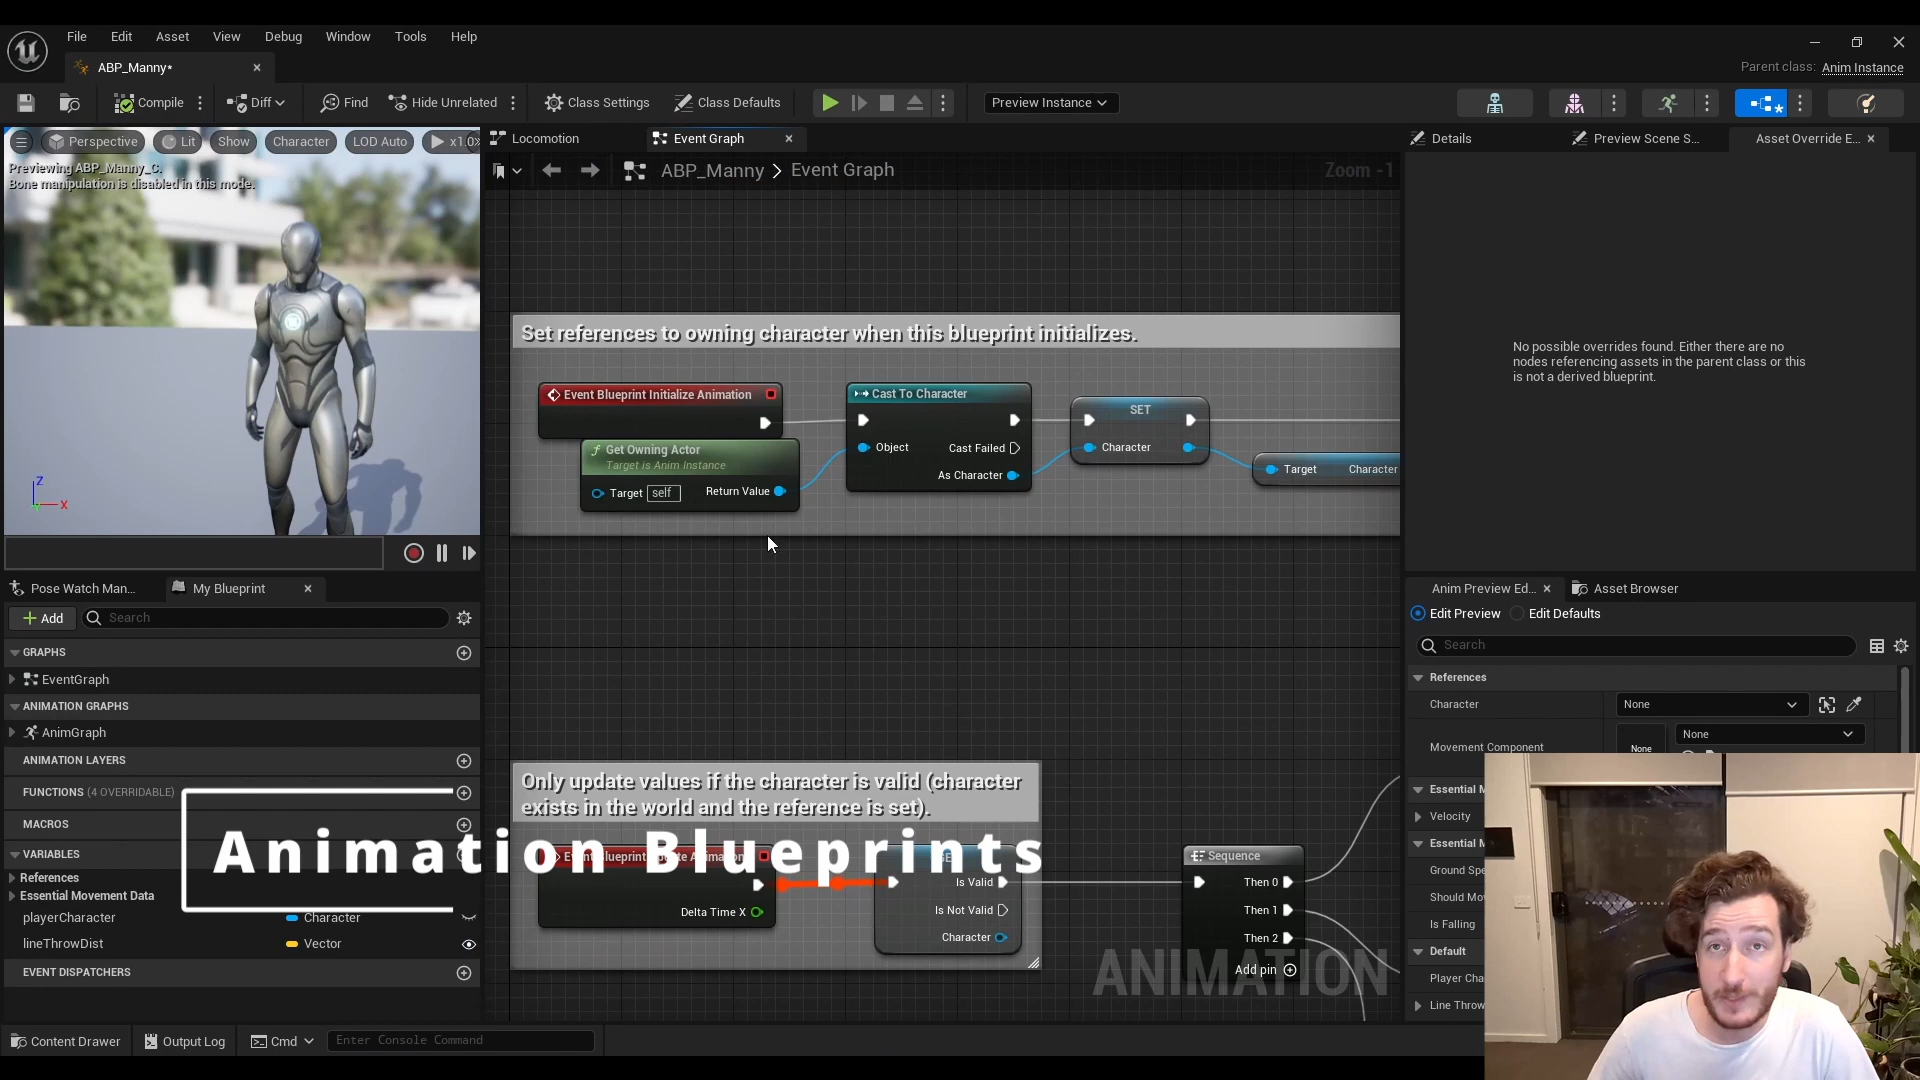 File Edit Asset View Debug Window Tools Help
ABP_Manny*
Parent class: Anim Instance
Compile Diff Find Hide Unrelated Class Settings Class Defaults Preview Instance
Perspective Lit Show Character LOD Auto x1.0
Previewing ABP_Manny_C.
Bone manipulation is disabled in this mode.
Z
X
Locomotion Event Graph
ABP_Manny > Event Graph
Zoom -1
Set references to owning character when this blueprint initializes.
Event Blueprint Initialize Animation
Get Owning Actor
Target is Anim Instance
Target self Return Value
Cast To Character
Object Cast Failed
As Character
SET
Character
Target Character
Only update values if the character is valid (character
exists in the world and the reference is set).
Delta Time X
Is Valid
Is Not Valid
Character
Sequence
Then 0
Then 1
Then 2
Add pin
ANIMATION
Animation Blueprints
Details Preview Scene S... Asset Override E...
No possible overrides found. Either there are no
nodes referencing assets in the parent class or this
is not a derived blueprint.
Pose Watch Man... My Blueprint
Add Search
GRAPHS
EventGraph
ANIMATION GRAPHS
AnimGraph
ANIMATION LAYERS
FUNCTIONS (4 OVERRIDABLE)
MACROS
VARIABLES
References
Essential Movement Data
playerCharacter Character
lineThrowDist Vector
EVENT DISPATCHERS
Anim Preview Ed... Asset Browser
Edit Preview Edit Defaults
Search
References
Character None
Movement Component None None
Essential
Velocity
Essential
Ground Spe
Should Mo
Is Falling
Default
Player Cha
Line Throw
Content Drawer Output Log Cmd Enter Console Command